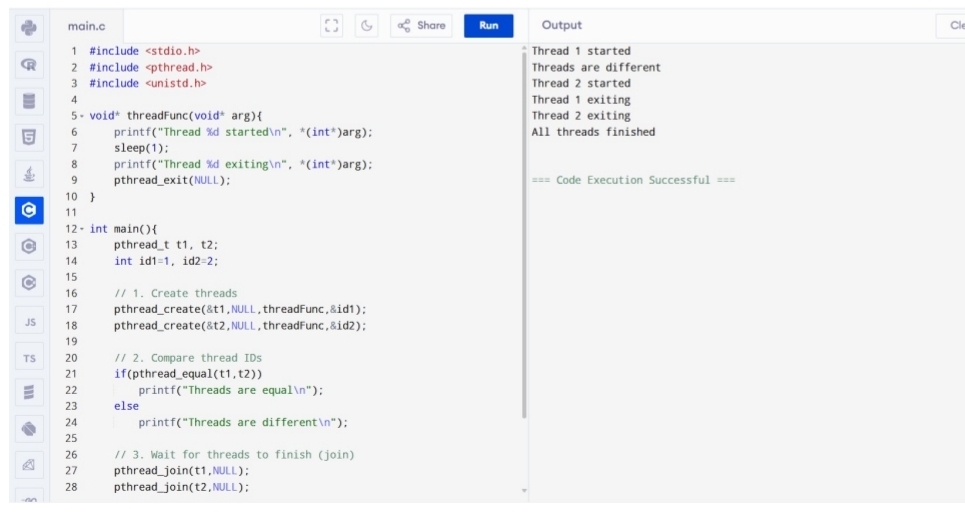 main.c
Share
Run
Output
Cle
1 #include <stdio.h>
2 #include <pthread.h>
3 #include <unistd.h>
4
5 void* threadFunc(void* arg){
6     printf("Thread %d started\n", *(int*)arg);
7     sleep(1);
8     printf("Thread %d exiting\n", *(int*)arg);
9     pthread_exit(NULL);
10 }
11
12 int main(){
13     pthread_t t1, t2;
14     int id1=1, id2=2;
15
16     // 1. Create threads
17     pthread_create(&t1,NULL,threadFunc,&id1);
18     pthread_create(&t2,NULL,threadFunc,&id2);
19
20     // 2. Compare thread IDs
21     if(pthread_equal(t1,t2))
22         printf("Threads are equal\n");
23     else
24         printf("Threads are different\n");
25
26     // 3. Wait for threads to finish (join)
27     pthread_join(t1,NULL);
28     pthread_join(t2,NULL);
Thread 1 started
Threads are different
Thread 2 started
Thread 1 exiting
Thread 2 exiting
All threads finished
=== Code Execution Successful ===
JS
TS